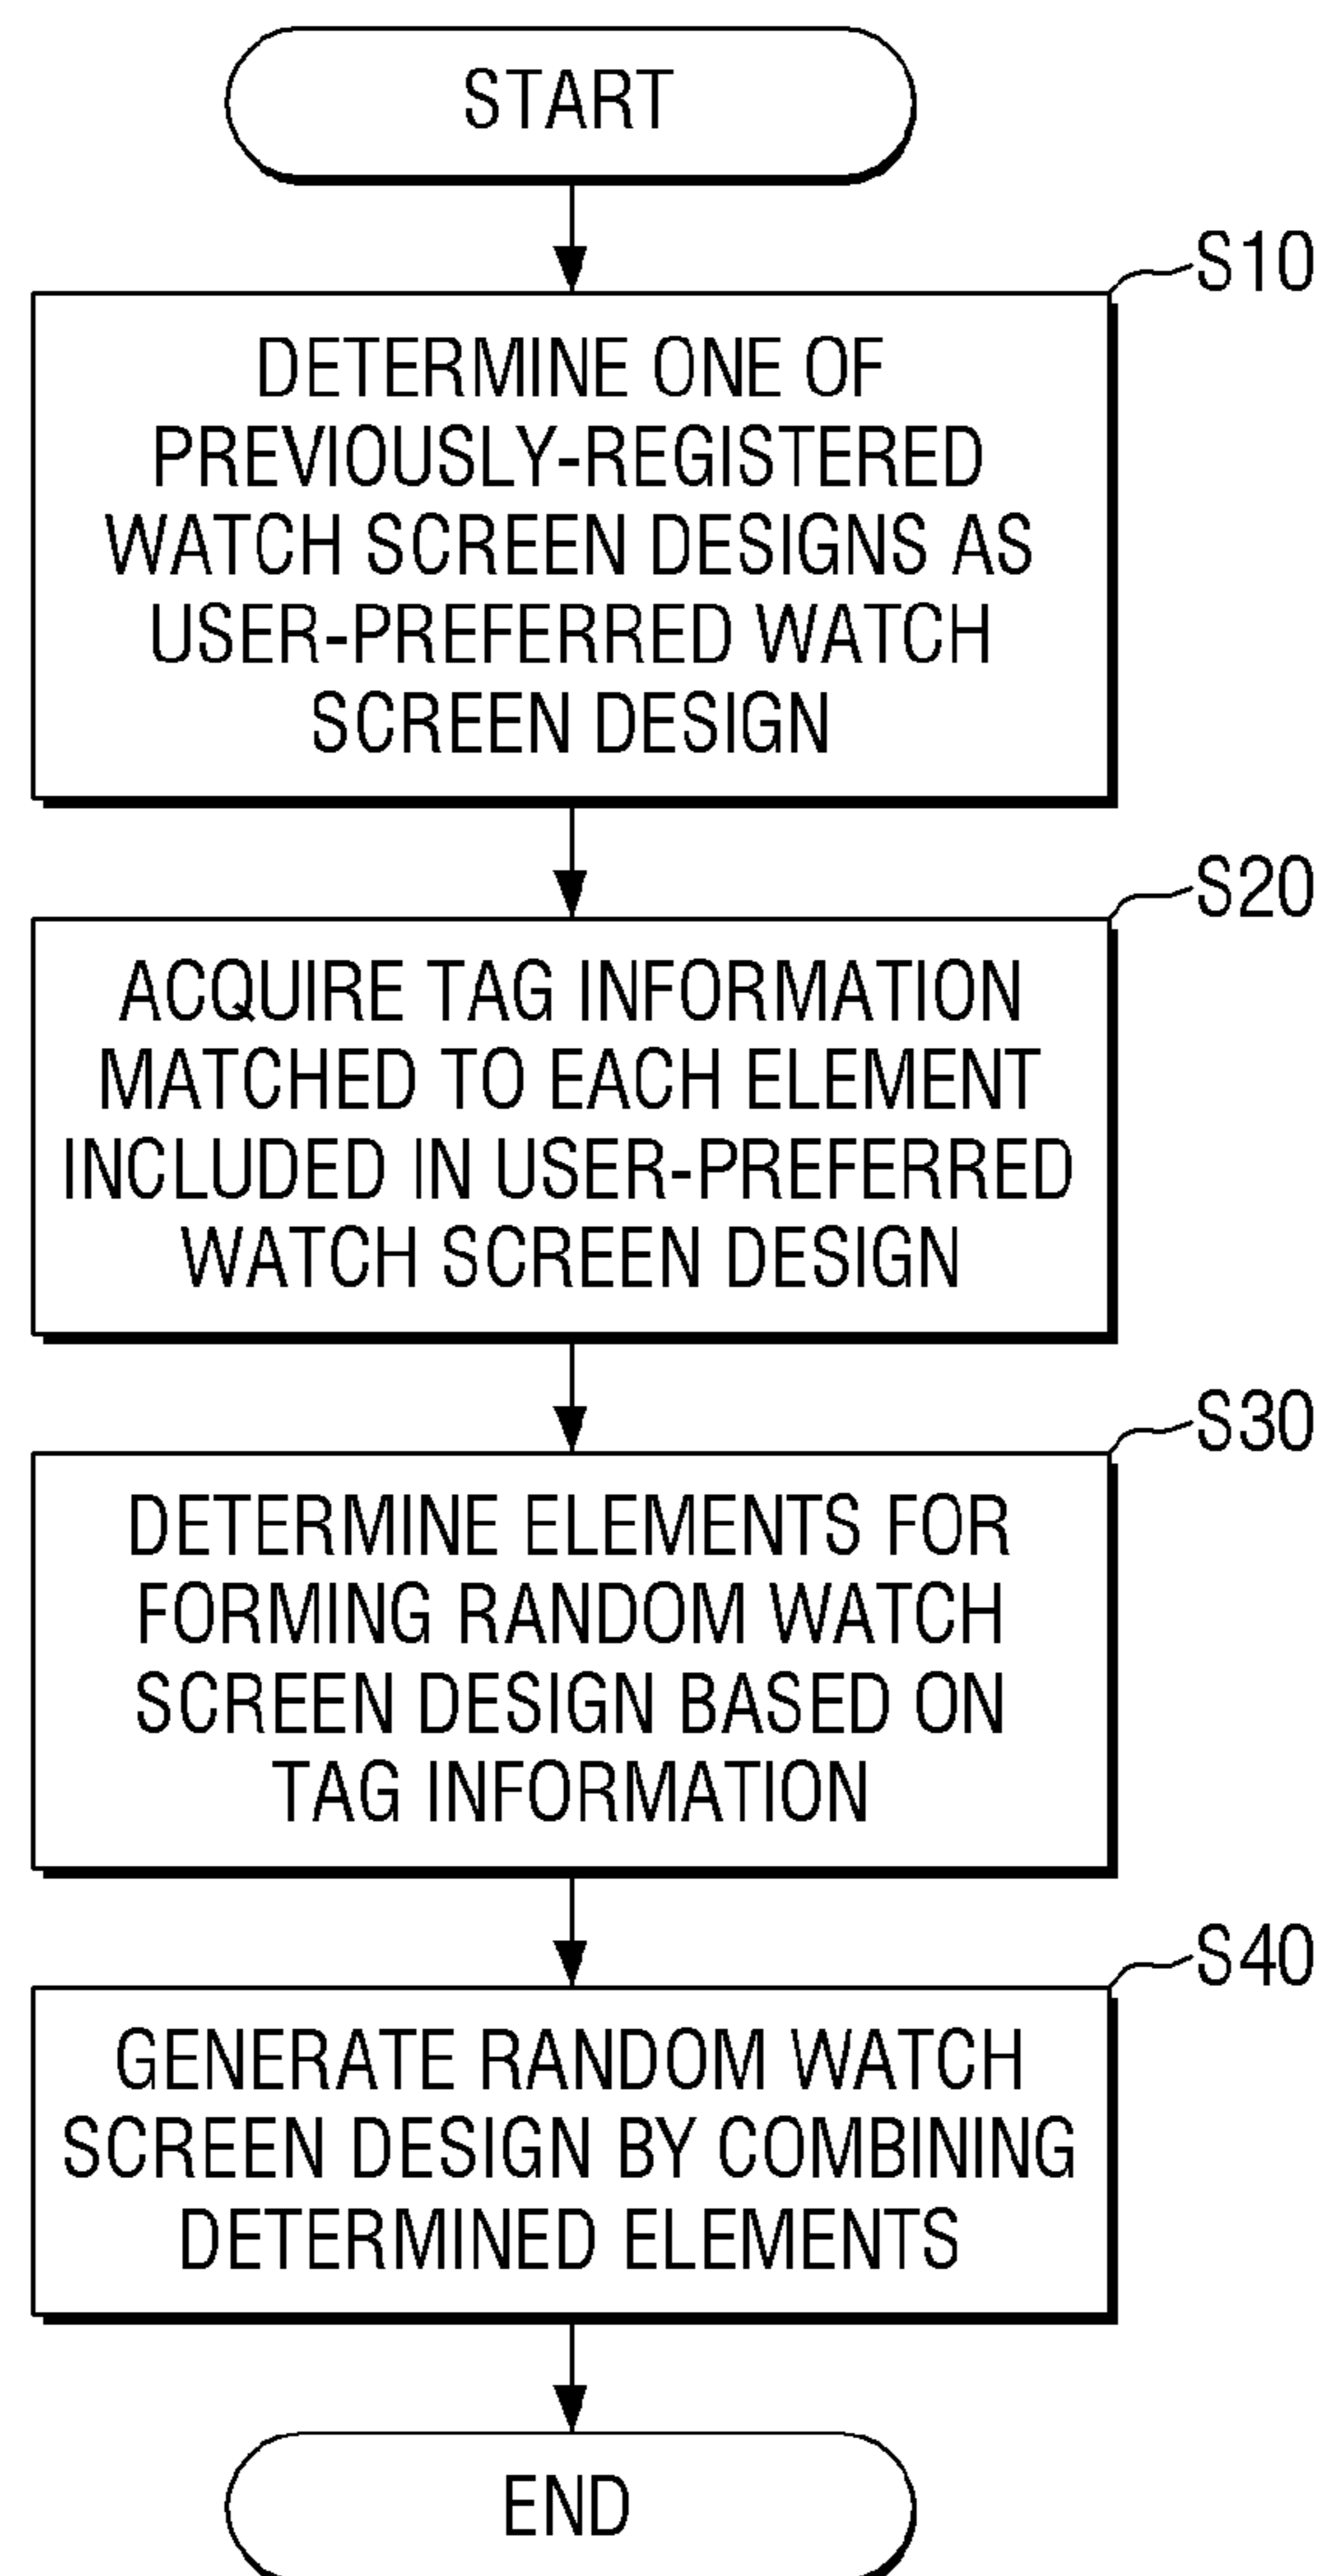 START
S10
DETERMINE ONE OF
PREVIOUSLY-REGISTERED
WATCH SCREEN DESIGNS AS
USER-PREFERRED WATCH
SCREEN DESIGN
S20
ACQUIRE TAG INFORMATION
MATCHED TO EACH ELEMENT
INCLUDED IN USER-PREFERRED
WATCH SCREEN DESIGN
S30
DETERMINE ELEMENTS FOR
FORMING RANDOM WATCH
SCREEN DESIGN BASED ON
TAG INFORMATION
S40
GENERATE RANDOM WATCH
SCREEN DESIGN BY COMBINING
DETERMINED ELEMENTS
END